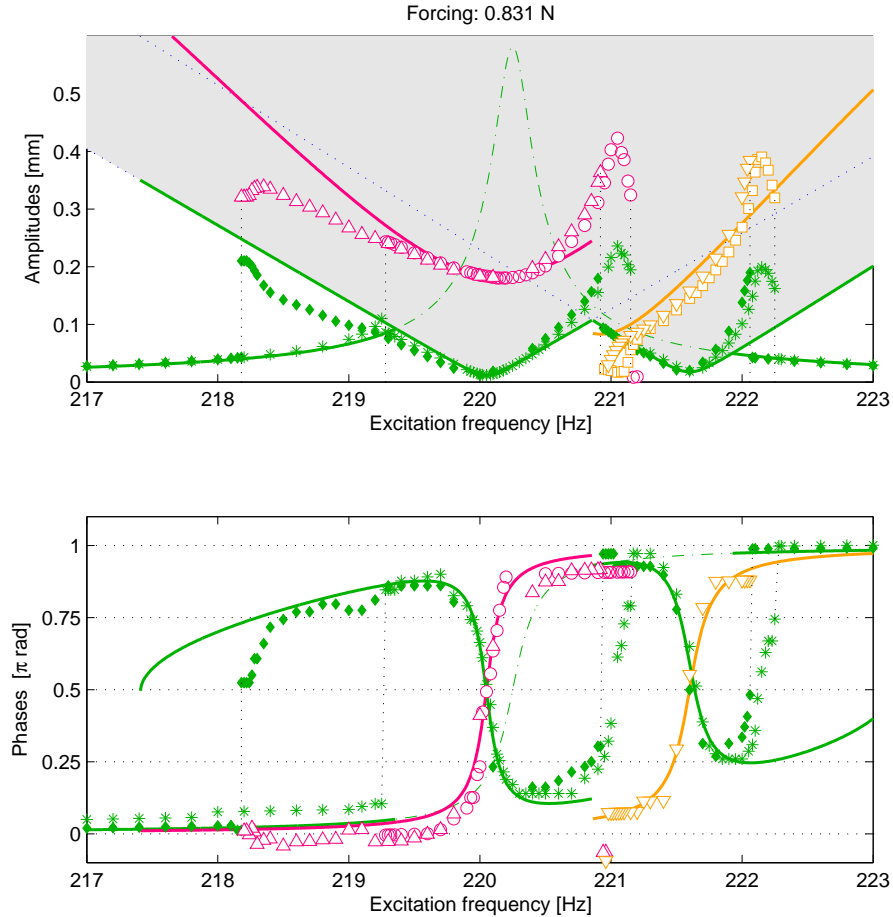 Forcing: 0.831 N
Amplitudes [mm]
0.5
0.4
0.3
0.2
0.1
0
217 218 219 220 221 222 223
Excitation frequency [Hz]
Phases [π rad]
1
0.75
0.5
0.25
0
217 218 219 220 221 222 223
Excitation frequency [Hz]